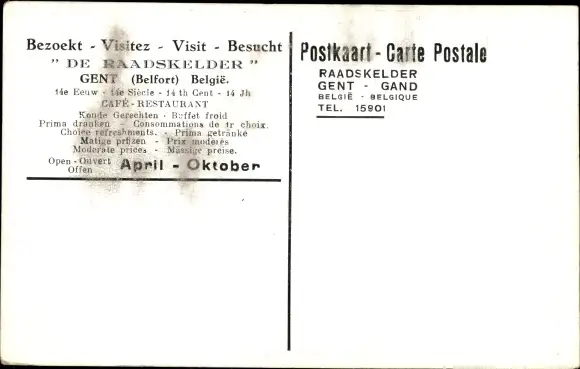 Bezoekt - Visitez - Visit - Besucht
" DE RAADSKELDER "
GENT (Belfort) België.
14e Eeuw - 14e Siècle - 14 th Cent - 14 Jh
CAFÉ - RESTAURANT
Koude Gerechten - Buffet froid
Prima dranken - Consommations de 1r choix.
Choice refreshments. - Prima getränke
Matige prijzen - Prix modérés
Moderate prices - Mässige preise.
Open - Ouvert
Offen
April - Oktober
Postkaart - Carte Postale
RAADSKELDER
GENT - GAND
BELGIË - BELGIQUE
TEL. 15901